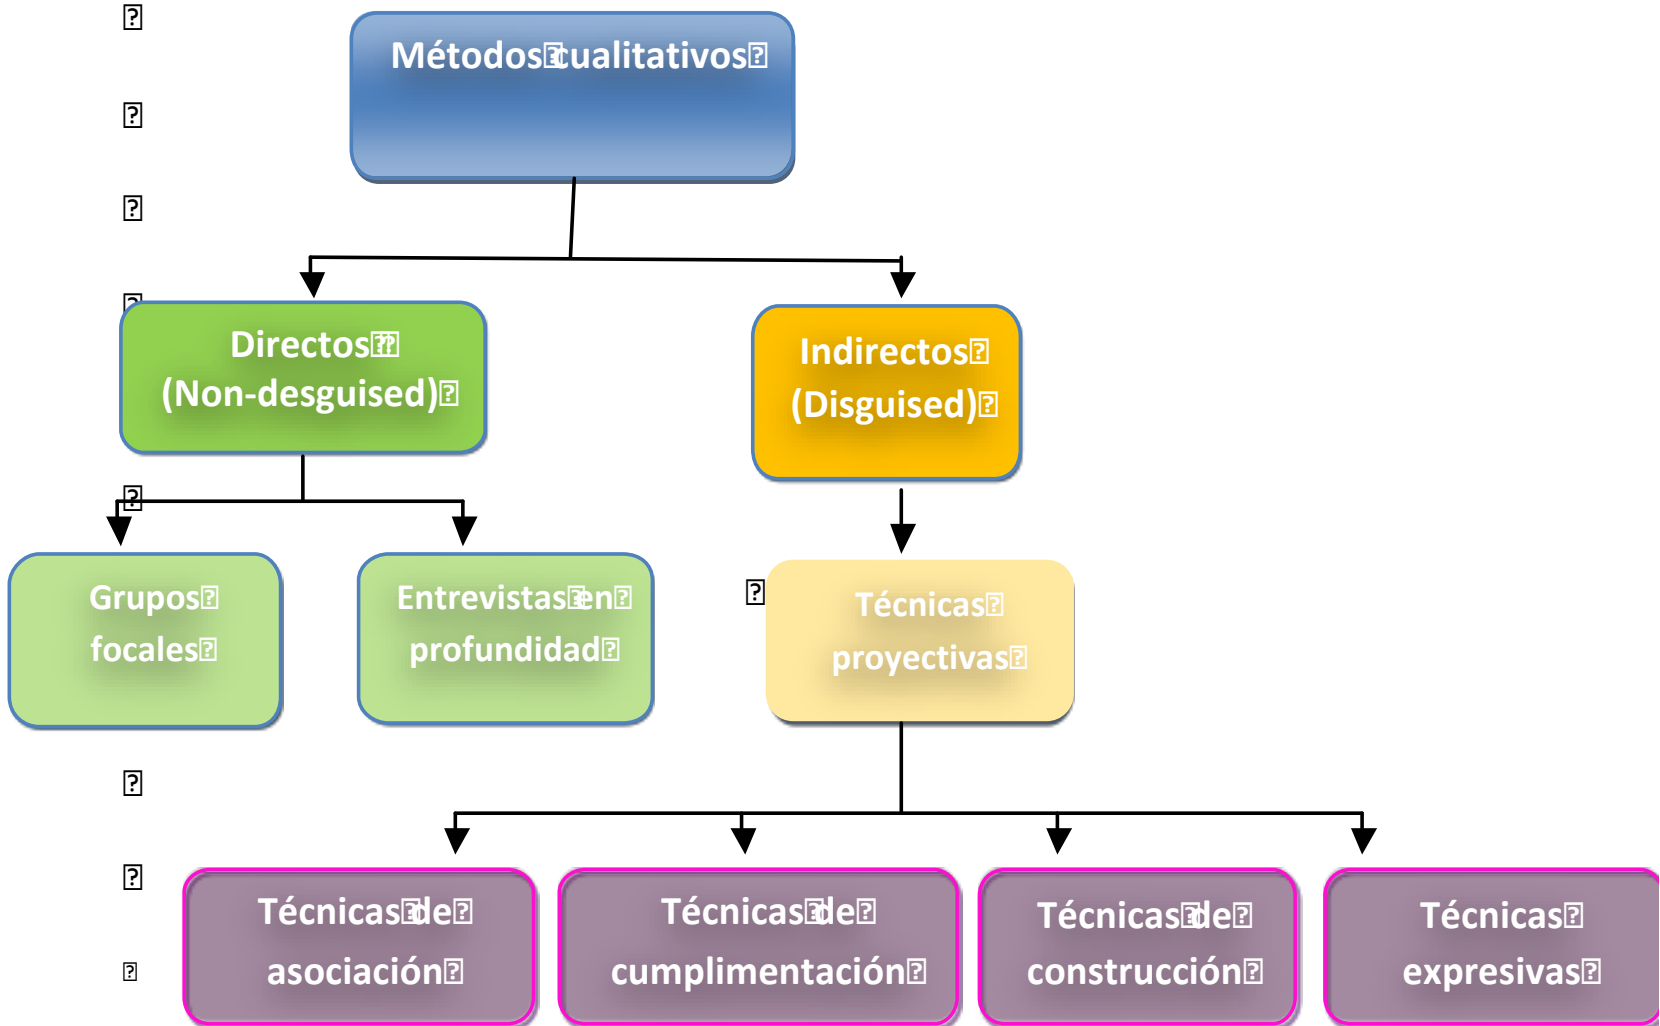 Métodos cualitativos
Directos
(Non-desguised)
Indirectos
(Disguised)
Grupos
focales
Entrevistas en
profundidad
Técnicas
proyectivas
Técnicas de
asociación
Técnicas de
cumplimentación
Técnicas de
construcción
Técnicas
expresivas